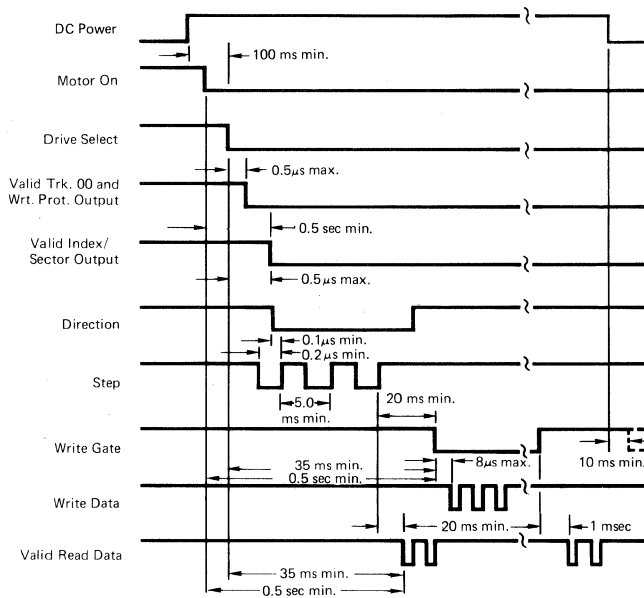 DC Power
100 ms min.
Motor On
Drive Select
0.5μs max.
Valid Trk. 00 and
Wrt. Prot. Output
0.5 sec min.
Valid Index/
Sector Output
0.5μs max.
Direction
0.1μs min.
0.2μs min.
Step
5.0
ms min.
20 ms min.
Write Gate
35 ms min.
8μs max.
10 ms min.
0.5 sec min.
Write Data
20 ms min.
1 msec
Valid Read Data
35 ms min.
0.5 sec min.